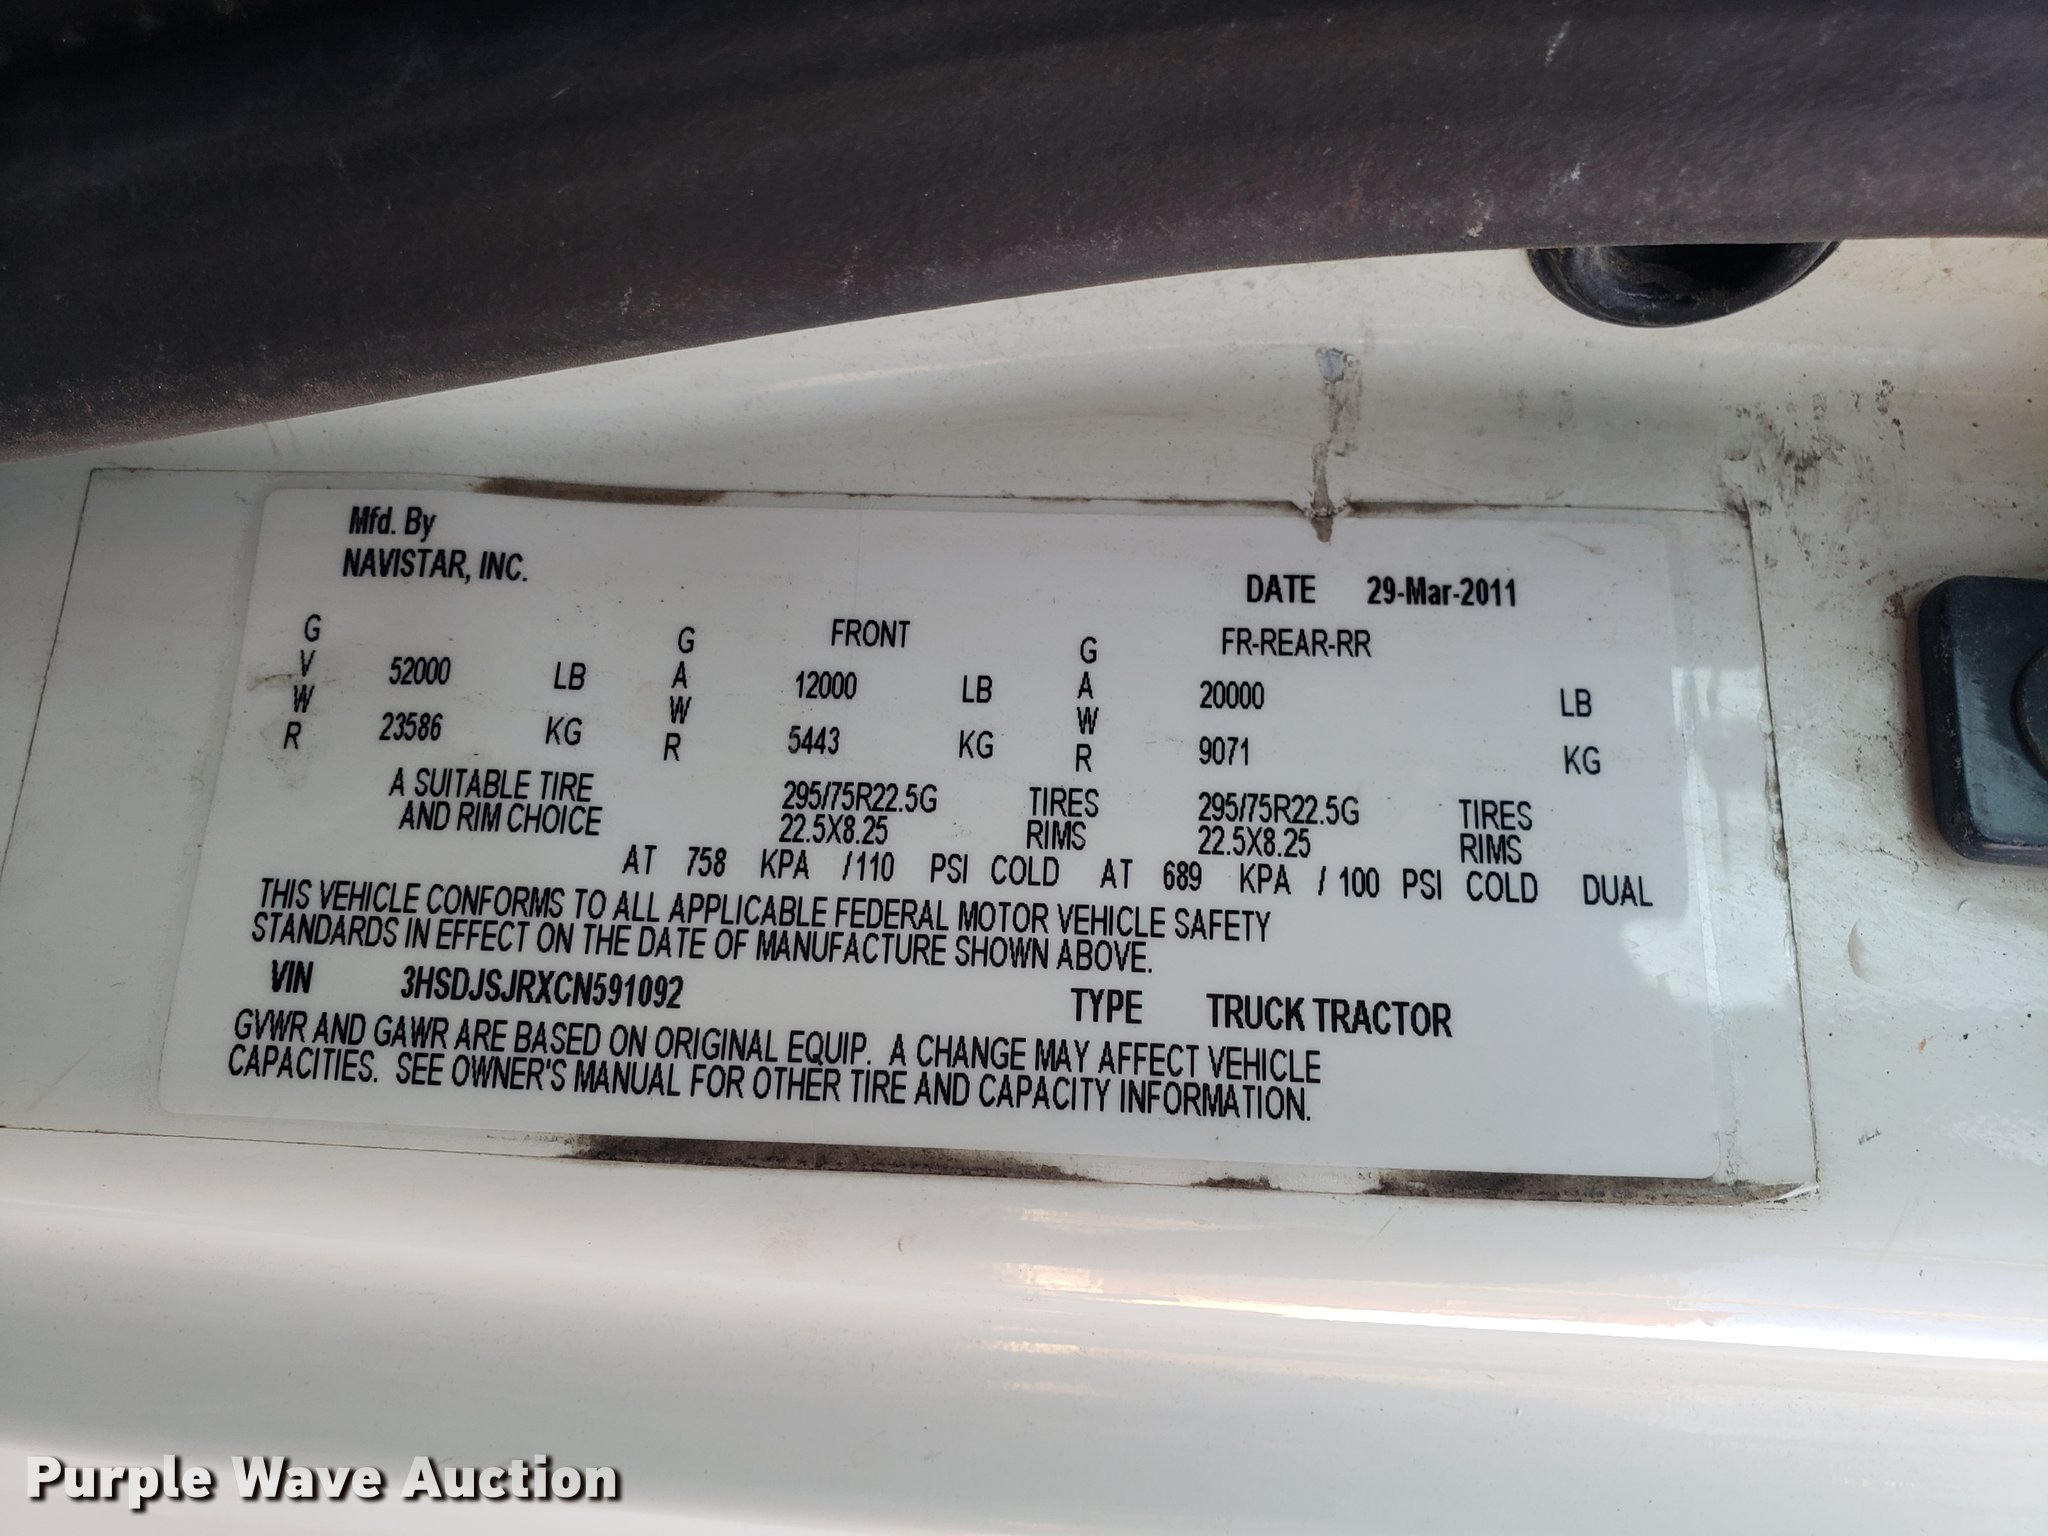 Mfd. By
NAVISTAR, INC.
DATE 29-Mar-2011
GVWR 52000 LB GAWR FRONT 12000 LB GAWR FR-REAR-RR 20000 LB
23586 KG 5443 KG 9071 KG
A SUITABLE TIRE 295/75R22.5G TIRES 295/75R22.5G TIRES
AND RIM CHOICE 22.5X8.25 RIMS 22.5X8.25 RIMS
AT 758 KPA /110 PSI COLD AT 689 KPA / 100 PSI COLD DUAL
THIS VEHICLE CONFORMS TO ALL APPLICABLE FEDERAL MOTOR VEHICLE SAFETY
STANDARDS IN EFFECT ON THE DATE OF MANUFACTURE SHOWN ABOVE.
VIN 3HSDJSJRXCN591092 TYPE TRUCK TRACTOR
GVWR AND GAWR ARE BASED ON ORIGINAL EQUIP. A CHANGE MAY AFFECT VEHICLE
CAPACITIES. SEE OWNER'S MANUAL FOR OTHER TIRE AND CAPACITY INFORMATION.
Purple Wave Auction